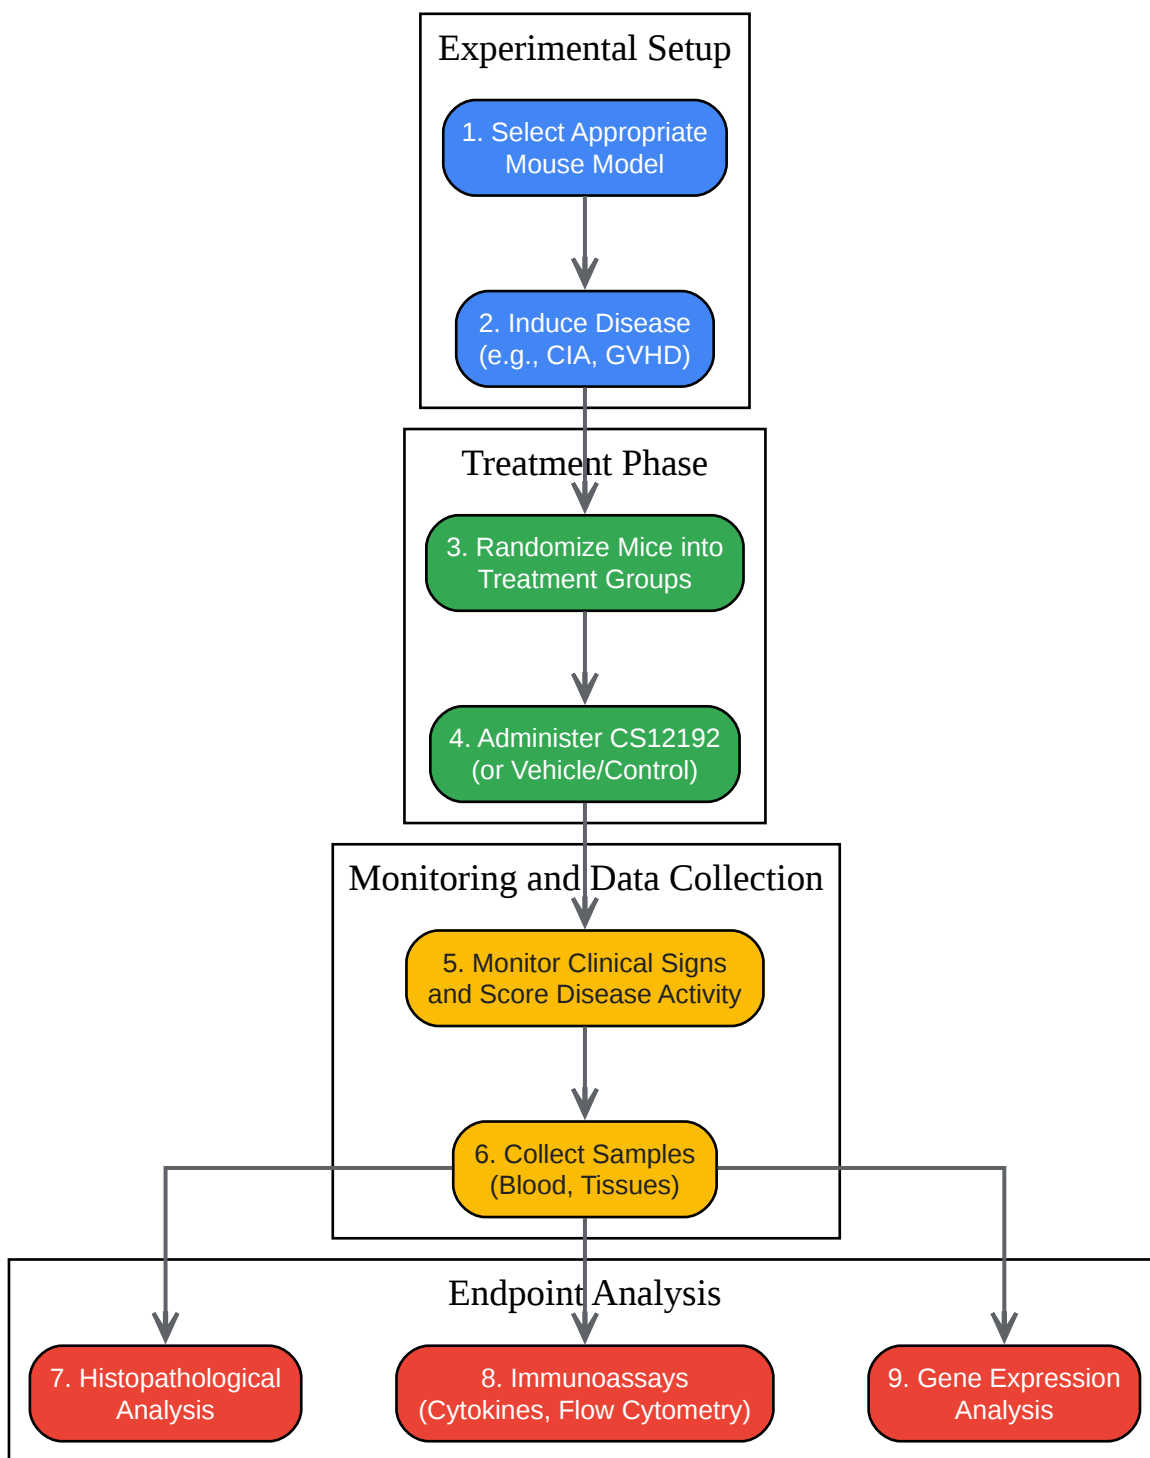 Experimental Setup
1. Select Appropriate
Mouse Model
2. Induce Disease
(e.g., CIA, GVHD)
Treatment Phase
3. Randomize Mice into
Treatment Groups
4. Administer CS12192
(or Vehicle/Control)
Monitoring and Data Collection
5. Monitor Clinical Signs
and Score Disease Activity
6. Collect Samples
(Blood, Tissues)
Endpoint Analysis
7. Histopathological
Analysis
8. Immunoassays
(Cytokines, Flow Cytometry)
9. Gene Expression
Analysis